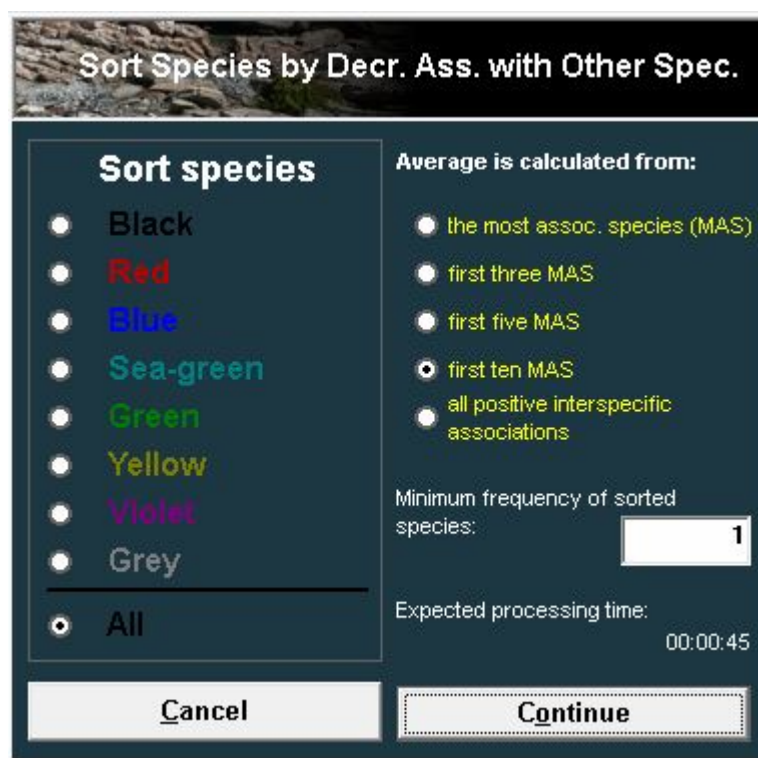 Sort Species by Decr. Ass. with Other Spec.
Sort species
Black
Red
Blue
Sea-green
Green
Yellow
Violet
Grey
All
Average is calculated from:
the most assoc. species (MAS)
first three MAS
first five MAS
first ten MAS
all positive interspecific
associations
Minimum frequency of sorted
species:
1
Expected processing time:
00:00:45
Cancel
Continue